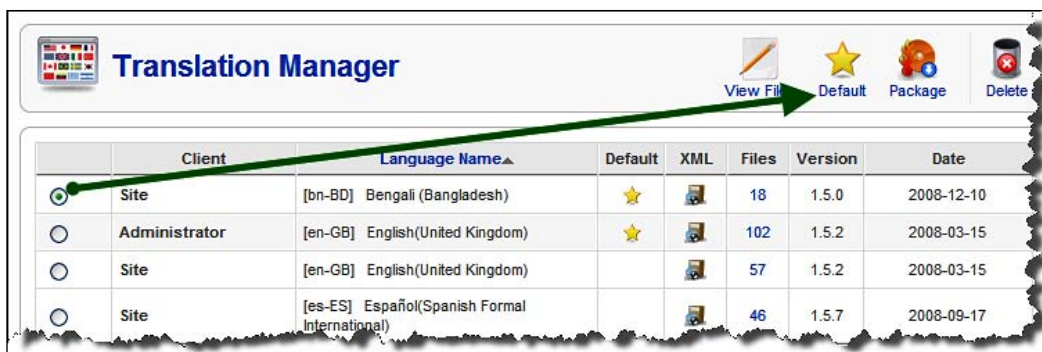 Translation Manager
View Fil Default Package Delete
Client Language Name Default XML Files Version Date
Site [bn-BD] Bengali (Bangladesh) 18 1.5.0 2008-12-10
Administrator [en-GB] English(United Kingdom) 102 1.5.2 2008-03-15
Site [en-GB] English(United Kingdom) 57 1.5.2 2008-03-15
Site [es-ES] Español(Spanish Formal
International) 46 1.5.7 2008-09-17